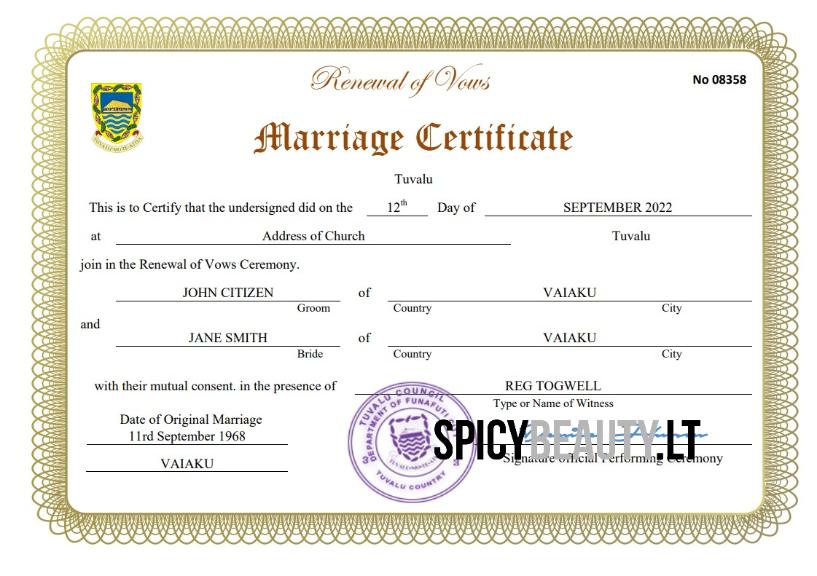 Renewal of Vows
No 08358
Marriage Certificate
Tuvalu
This is to Certify that the undersigned did on the 12th Day of SEPTEMBER 2022
at Address of Church Tuvalu
join in the Renewal of Vows Ceremony.
JOHN CITIZEN of VAIAKU
Groom Country City
and
JANE SMITH of VAIAKU
Bride Country City
with their mutual consent. in the presence of REG TOGWELL
Type or Name of Witness
Date of Original Marriage
11rd September 1968
VAIAKU
TUVALU COUNCIL
DEPARTMENT OF FUNAFUTI
TUVALU COUNTRY
SPICYBEAUTY.LT
Signature official Performing Ceremony